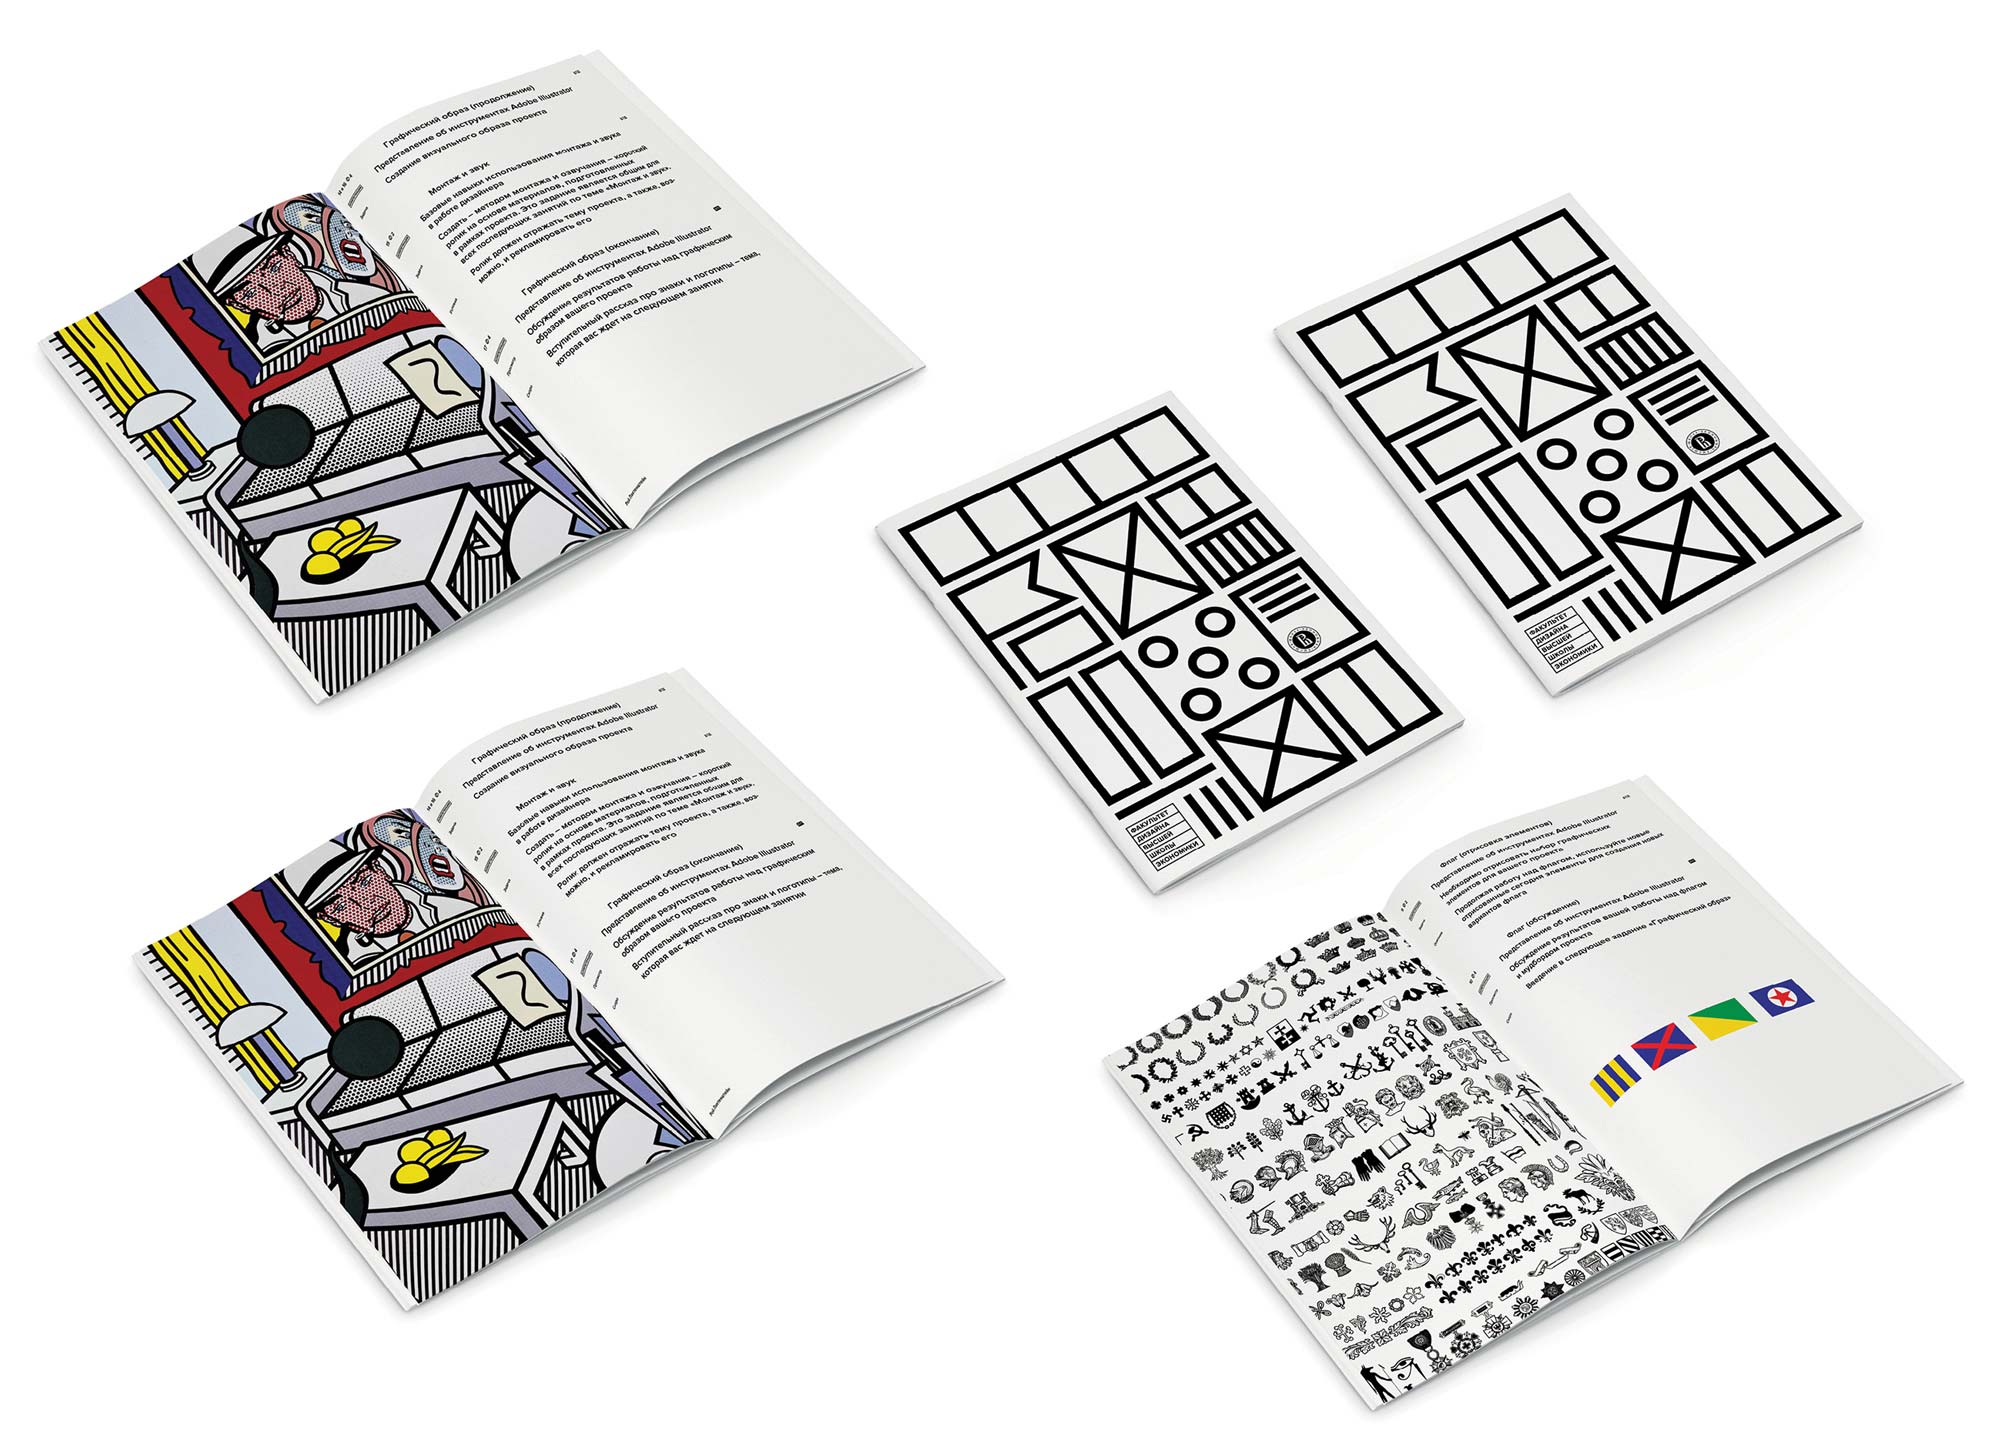 Графический образ (продолжение)
Представление об инструментах Adobe Illustrator
Создание визуального образа проекта
Монтаж и звук
Базовые навыки использования монтажа и звука
в работе дизайнера
Создать – методом монтажа и озвучания – короткий
ролик на основе материалов, подготовленных
в рамках проекта. Это задание является общим для
всех последующих занятий по теме «Монтаж и звук».
Ролик должен отражать тему проекта, а также, воз-
можно, и рекламировать его
Графический образ (окончание)
Представление об инструментах Adobe Illustrator
Обсуждение результатов работы над графическим
образом вашего проекта
Вступительный рассказ про знаки и логотипы – тема,
которая вас ждет на следующем занятии
ФАКУЛЬТЕТ
ДИЗАЙНА
ВЫСШЕЙ
ШКОЛЫ
ЭКОНОМИКИ
ФАКУЛЬТЕТ
ДИЗАЙНА
ВЫСШЕЙ
ШКОЛЫ
ЭКОНОМИКИ
Графический образ (продолжение)
Представление об инструментах Adobe Illustrator
Создание визуального образа проекта
Монтаж и звук
Базовые навыки использования монтажа и звука
в работе дизайнера
Создать – методом монтажа и озвучания – короткий
ролик на основе материалов, подготовленных
в рамках проекта. Это задание является общим для
всех последующих занятий по теме «Монтаж и звук».
Ролик должен отражать тему проекта, а также, воз-
можно, и рекламировать его
Графический образ (окончание)
Представление об инструментах Adobe Illustrator
Обсуждение результатов работы над графическим
образом вашего проекта
Вступительный рассказ про знаки и логотипы – тема,
которая вас ждет на следующем занятии
Флаг (отрисовка элементов)
Представление об инструментах Adobe Illustrator
Необходимо отрисовать набор графических
элементов для вашего проекта
Продолжая работу над флагом, используйте новые
отрисованные сегодня элементы для создания новых
вариантов флага
Флаг (обсуждение)
Представление об инструментах Adobe Illustrator
Обсуждение результатов вашей работы над флагом
и мудбордом проекта
Введение в следующее задание «Графический образ»